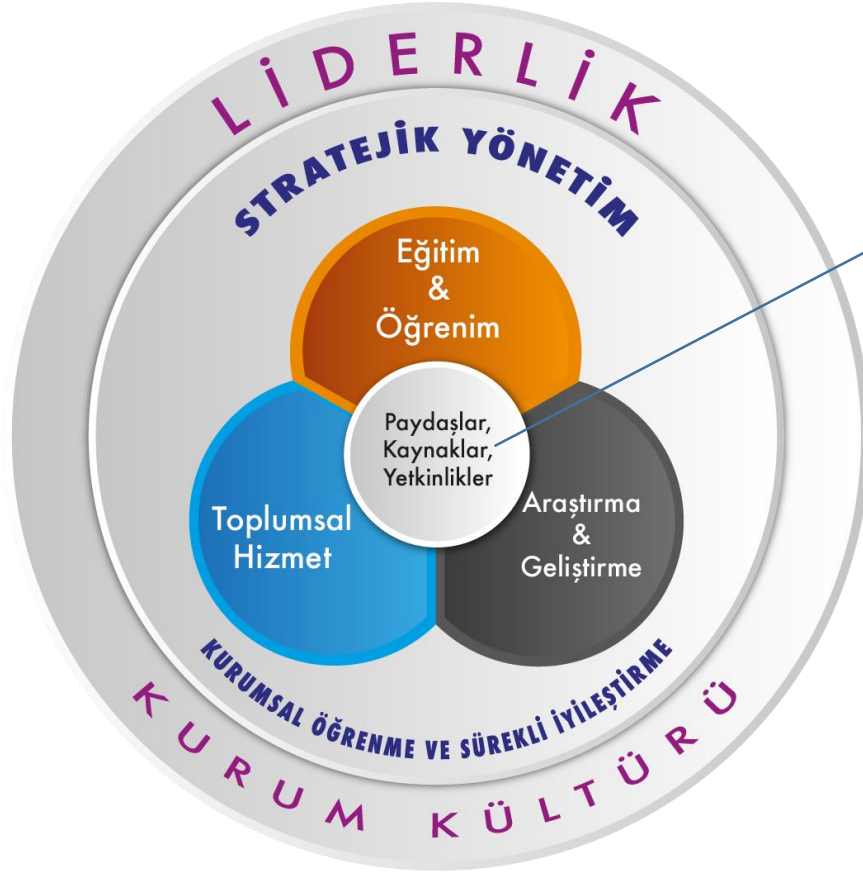 LİDERLİK
STRATEJİK YÖNETİM
Eğitim
&
Öğrenim
Paydaşlar,
Kaynaklar,
Yetkinlikler
Toplumsal
Hizmet
Araştırma
&
Geliştirme
KURUMSAL ÖĞRENME VE SÜREKLİ İYİLEŞTİRME
KURUM KÜLTÜRÜ